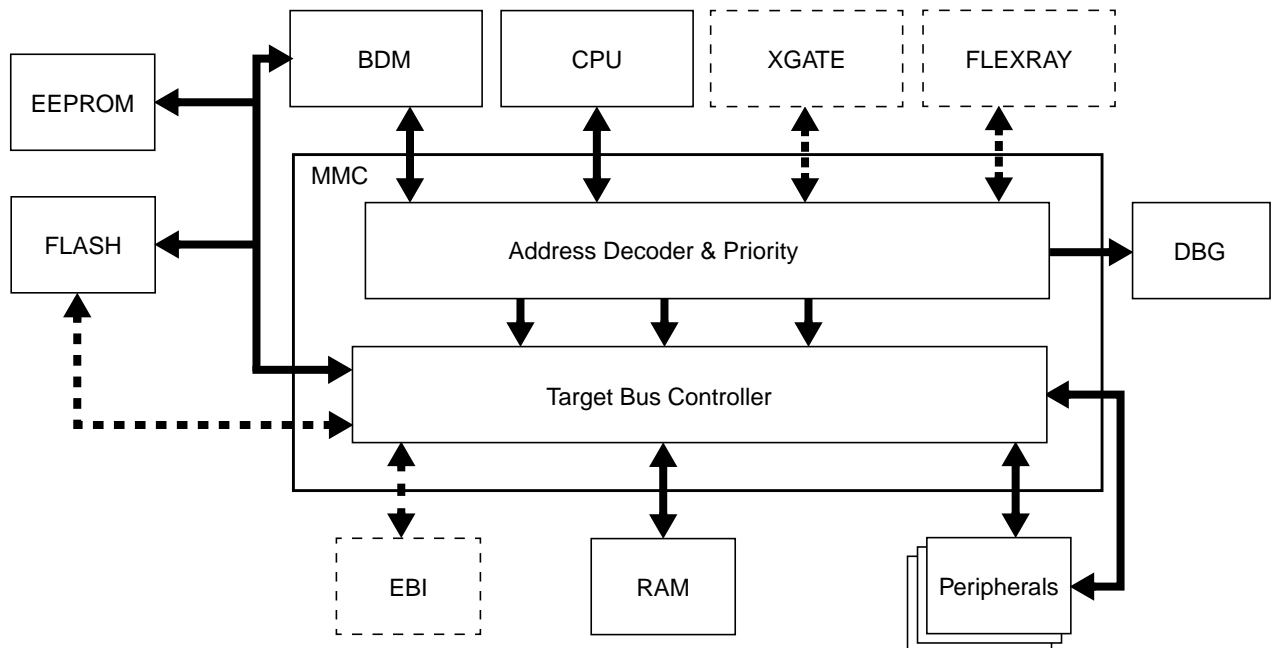 BDM
CPU
XGATE
FLEXRAY
EEPROM
MMC
FLASH
Address Decoder & Priority
DBG
Target Bus Controller
EBI
RAM
Peripherals